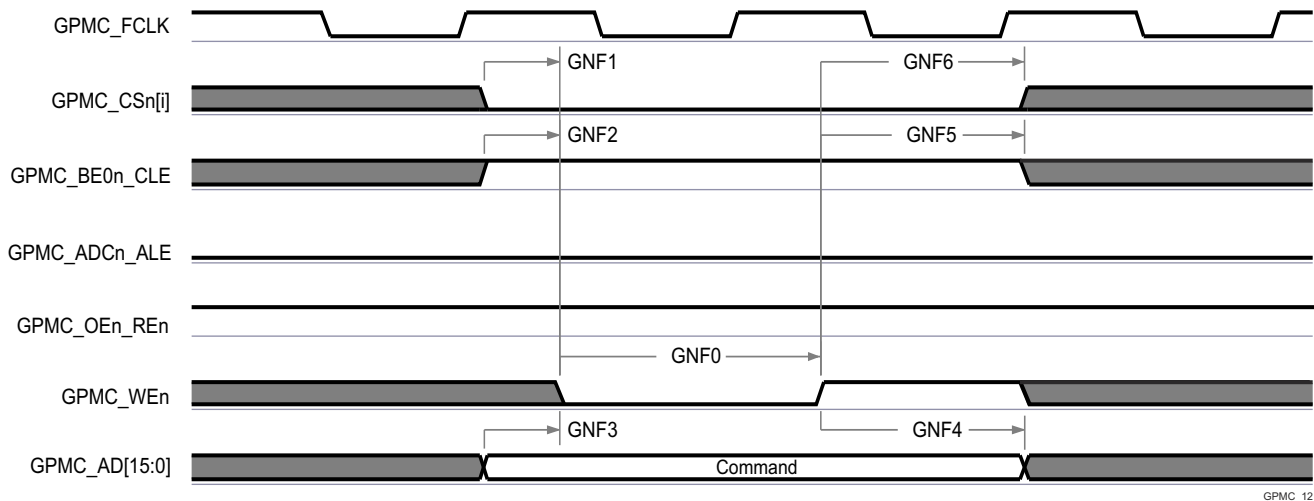 GPMC_FCLK
GNF1
GNF6
GPMC_CSn[i]
GNF2
GNF5
GPMC_BE0n_CLE
GPMC_ADCn_ALE
GPMC_OEn_REn
GNF0
GPMC_WEn
GNF3
GNF4
GPMC_AD[15:0]
Command
GPMC_12